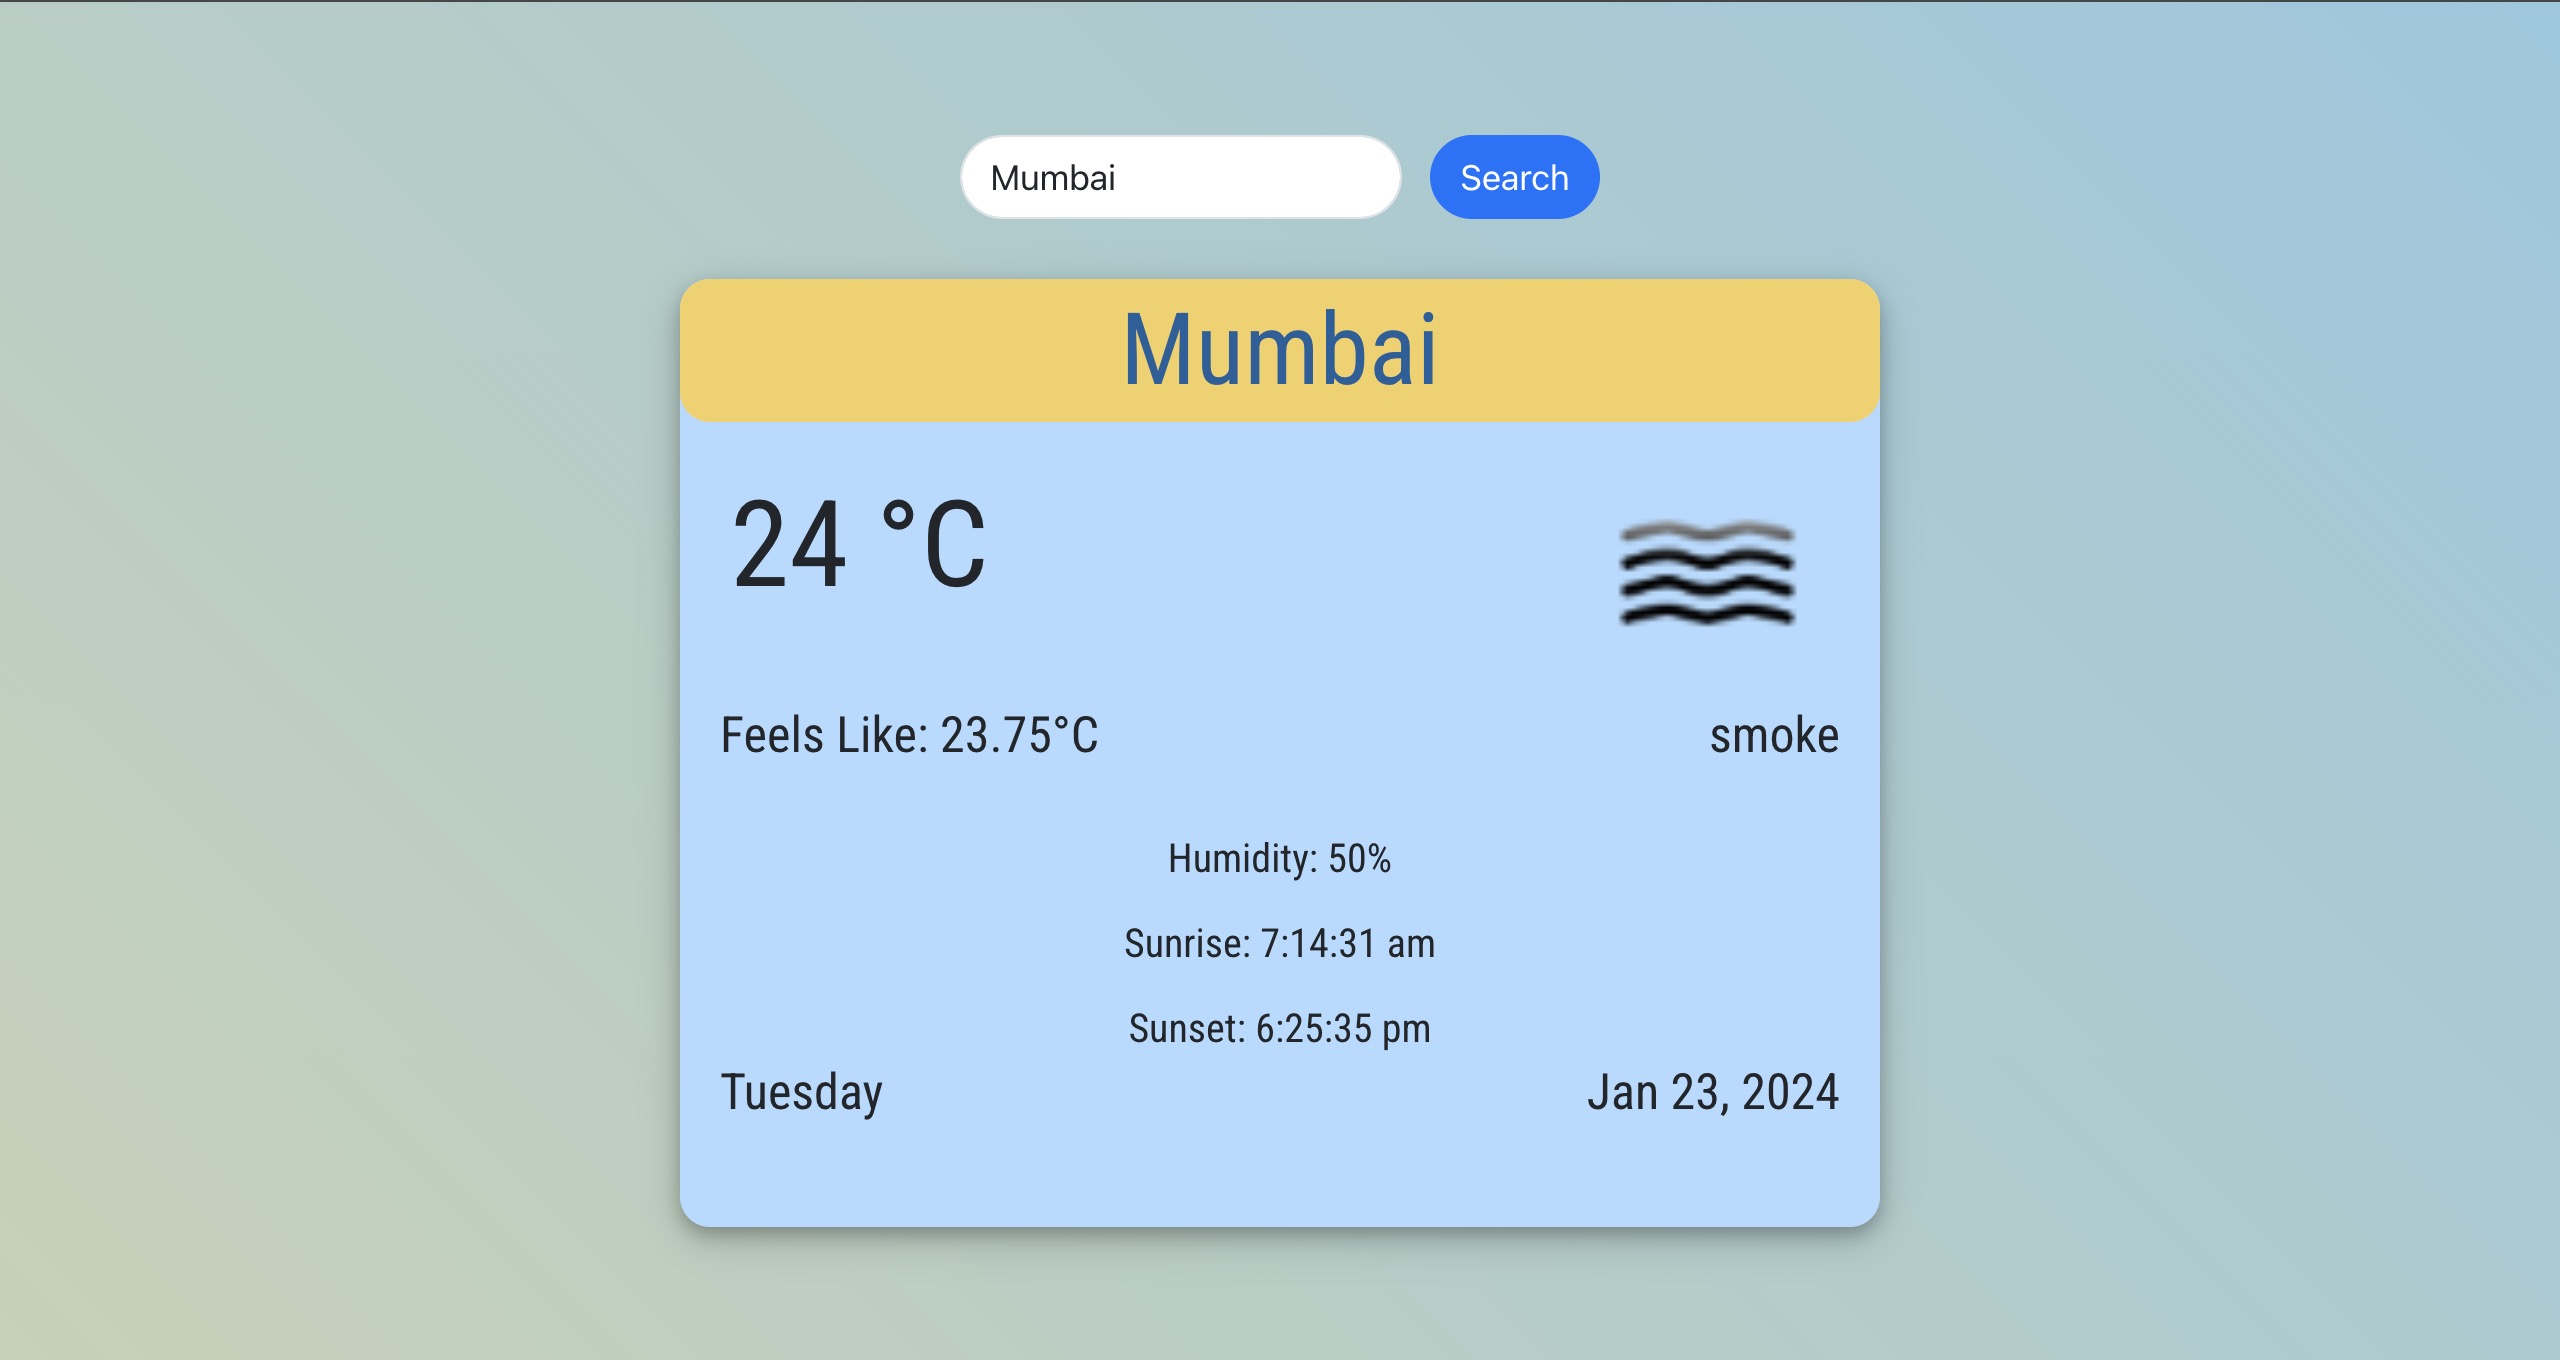 Mumbai
Search
Mumbai
24 °C
Feels Like: 23.75°C
smoke
Humidity: 50%
Sunrise: 7:14:31 am
Sunset: 6:25:35 pm
Tuesday
Jan 23, 2024